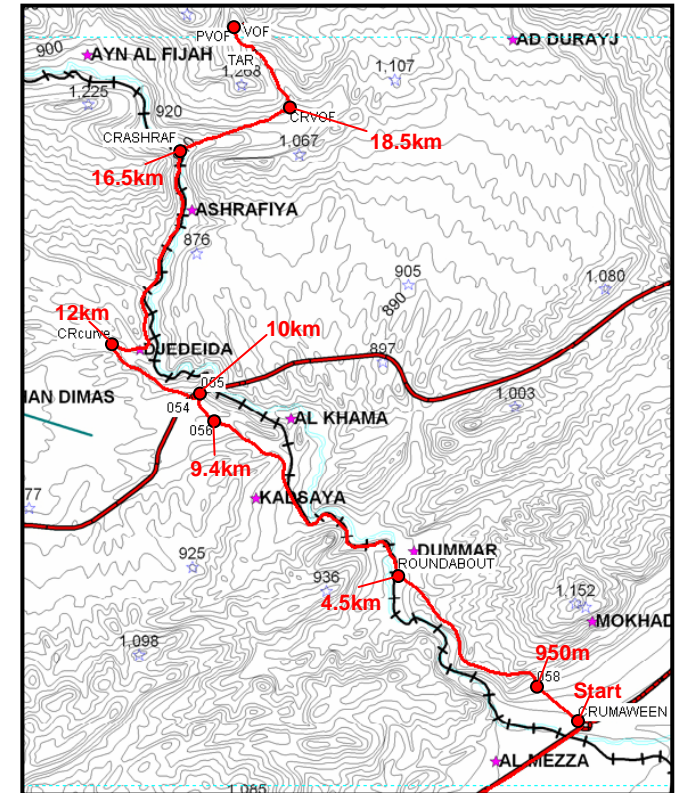 PVOF VOF
AD DURAYJ
900
AYN AL FIJAH
TAR
1,268
1,107
1,225
920
CRVOF
CRASHRAF
1,067
18.5km
16.5km
ASHRAFIYA
876
905
1,080
890
12km
10km
CRcurve
DJEDEIDA
897
055
IAN DIMAS
054
1,003
AL KHAMA
056
9.4km
77
KADSAYA
925
DUMMAR
ROUNDABOUT
936
1,152
4.5km
MOKHAD
1,098
950m
058
Start
CRUMAWEEN
AL MEZZA
1,085